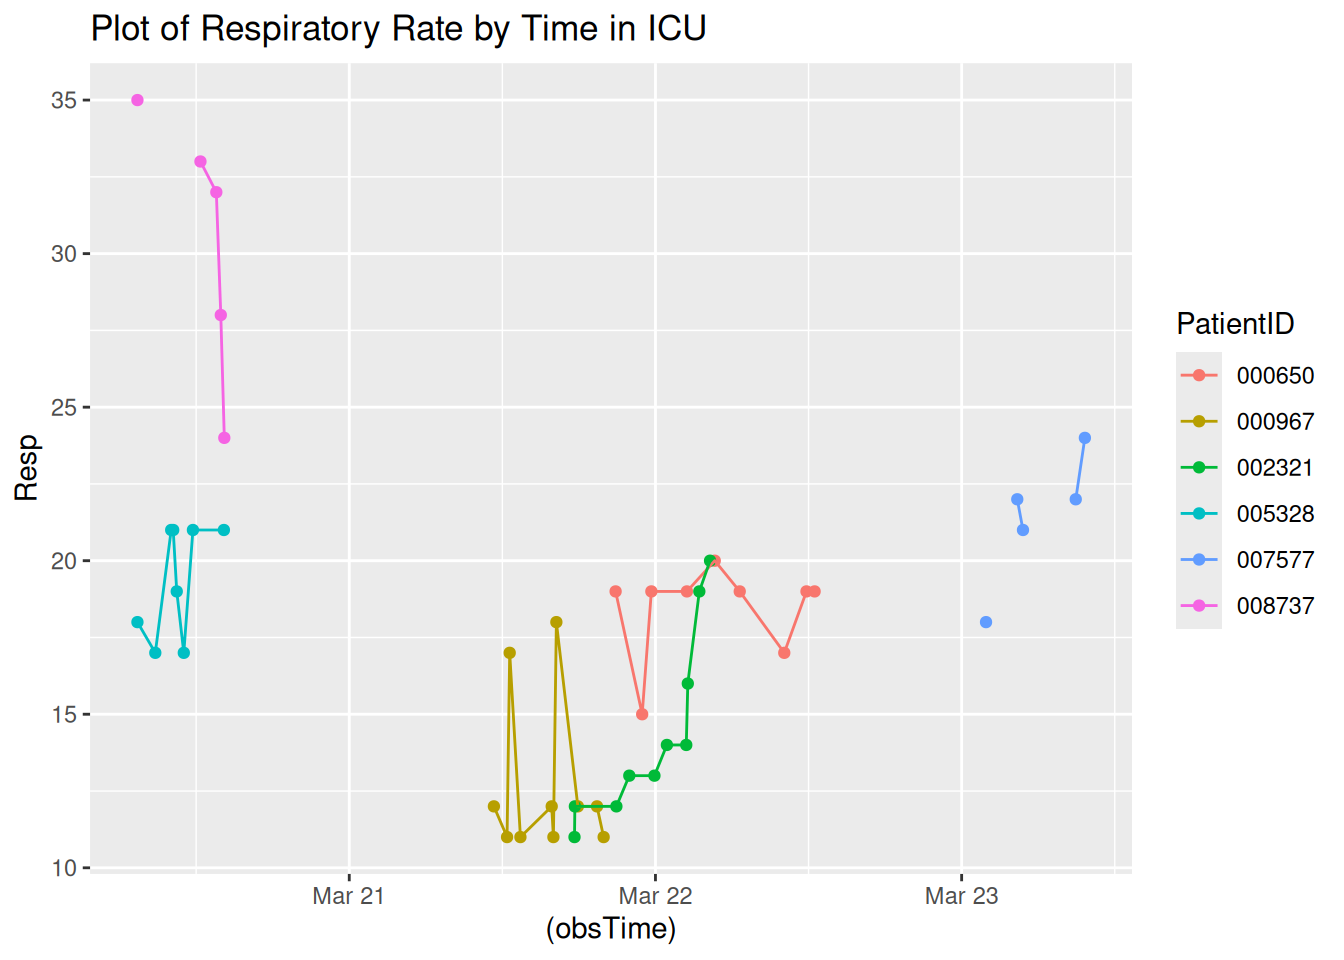 Plot of Respiratory Rate by Time in ICU
35
30
25
20
15
10
Resp
Mar 21
Mar 22
Mar 23
(obsTime)
PatientID
000650
000967
002321
005328
007577
008737